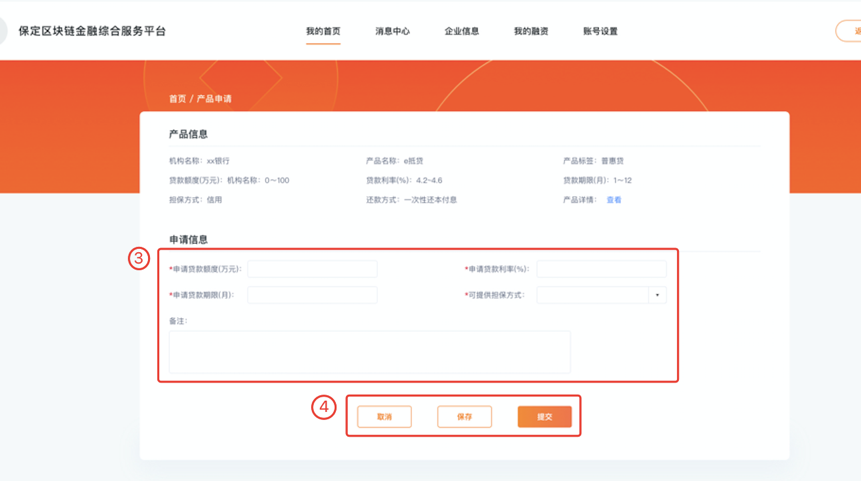 保定区块链金融综合服务平台 我的首页 消息中心 企业信息 我的融资 账号设置
首页 / 产品申请
产品信息
机构名称: xx银行 产品名称: e抵贷 产品标签: 普惠贷
贷款额度(万元): 机构名称: 0~100 贷款利率(%): 4.2-4.6 贷款期限(月): 1~12
担保方式: 信用 还款方式: 一次性还本付息 产品详情: 查看
申请信息
③
*申请贷款额度(万元): *申请贷款利率(%):
*申请贷款期限(月): *可提供担保方式:
备注:
④
取消 保存 提交